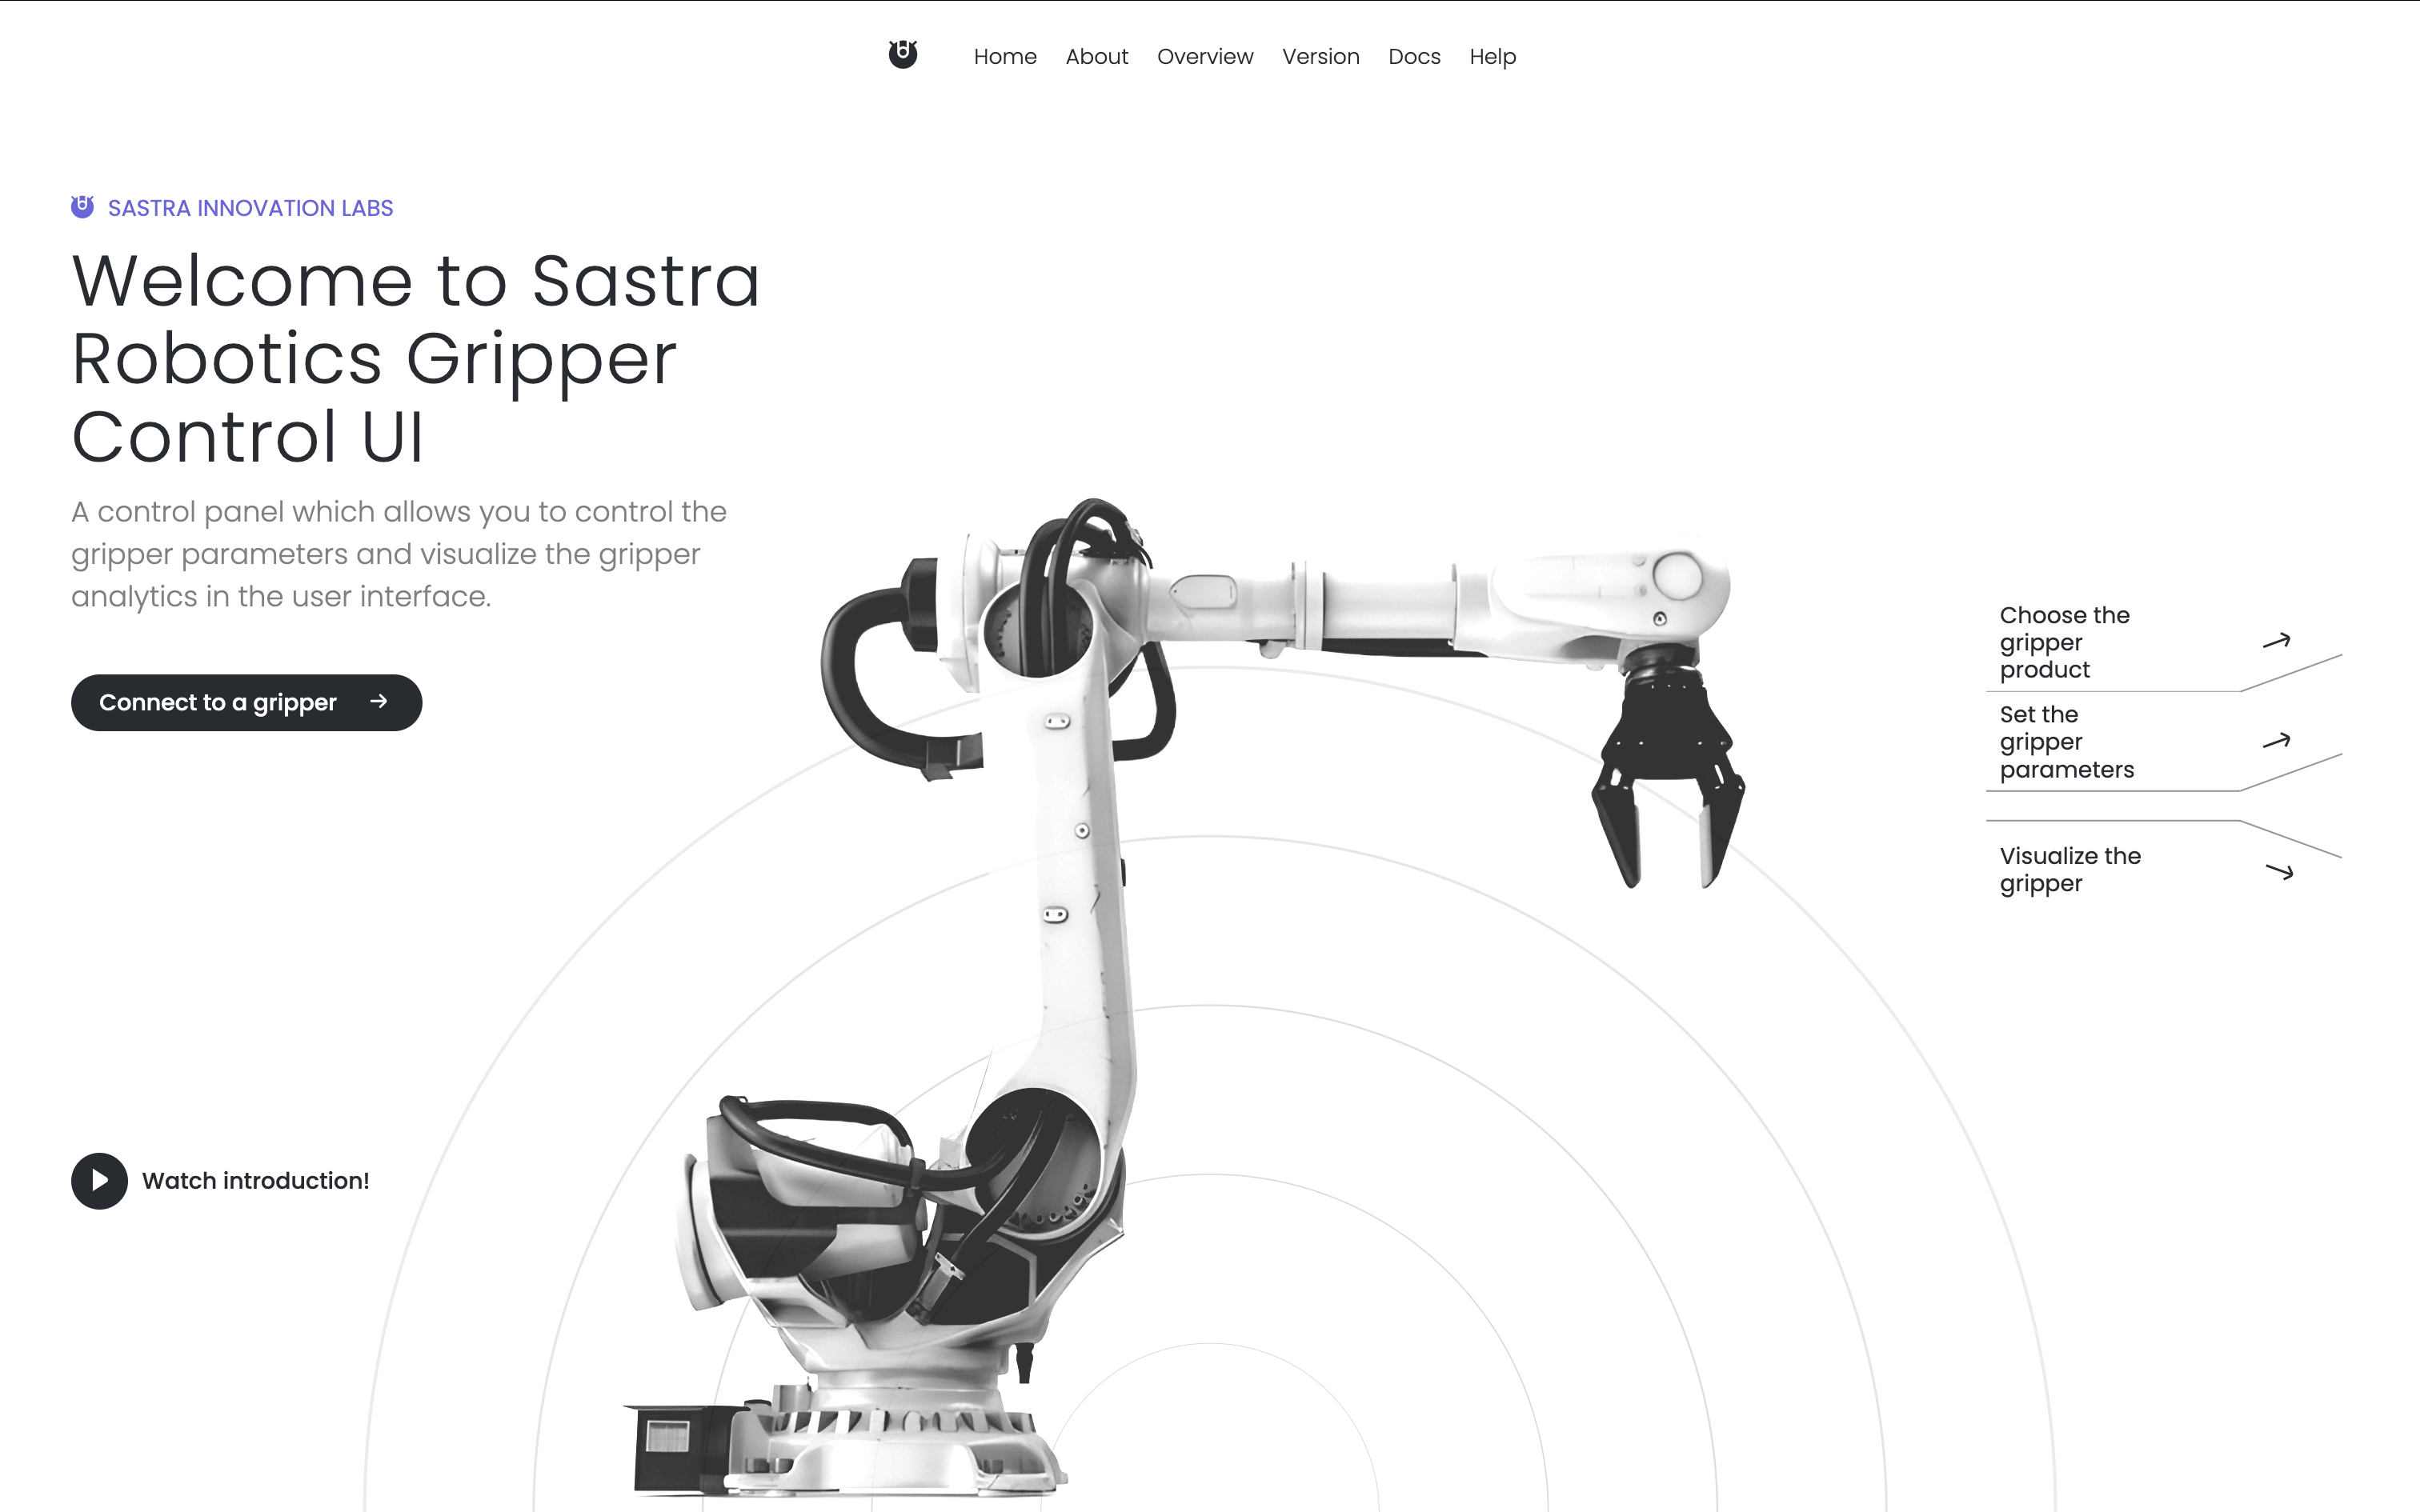 Home About Overview Version Docs Help
SASTRA INNOVATION LABS
Welcome to Sastra
Robotics Gripper
Control UI
A control panel which allows you to control the
gripper parameters and visualize the gripper
analytics in the user interface.
Connect to a gripper
Watch introduction!
Choose the
gripper
product
Set the
gripper
parameters
Visualize the
gripper